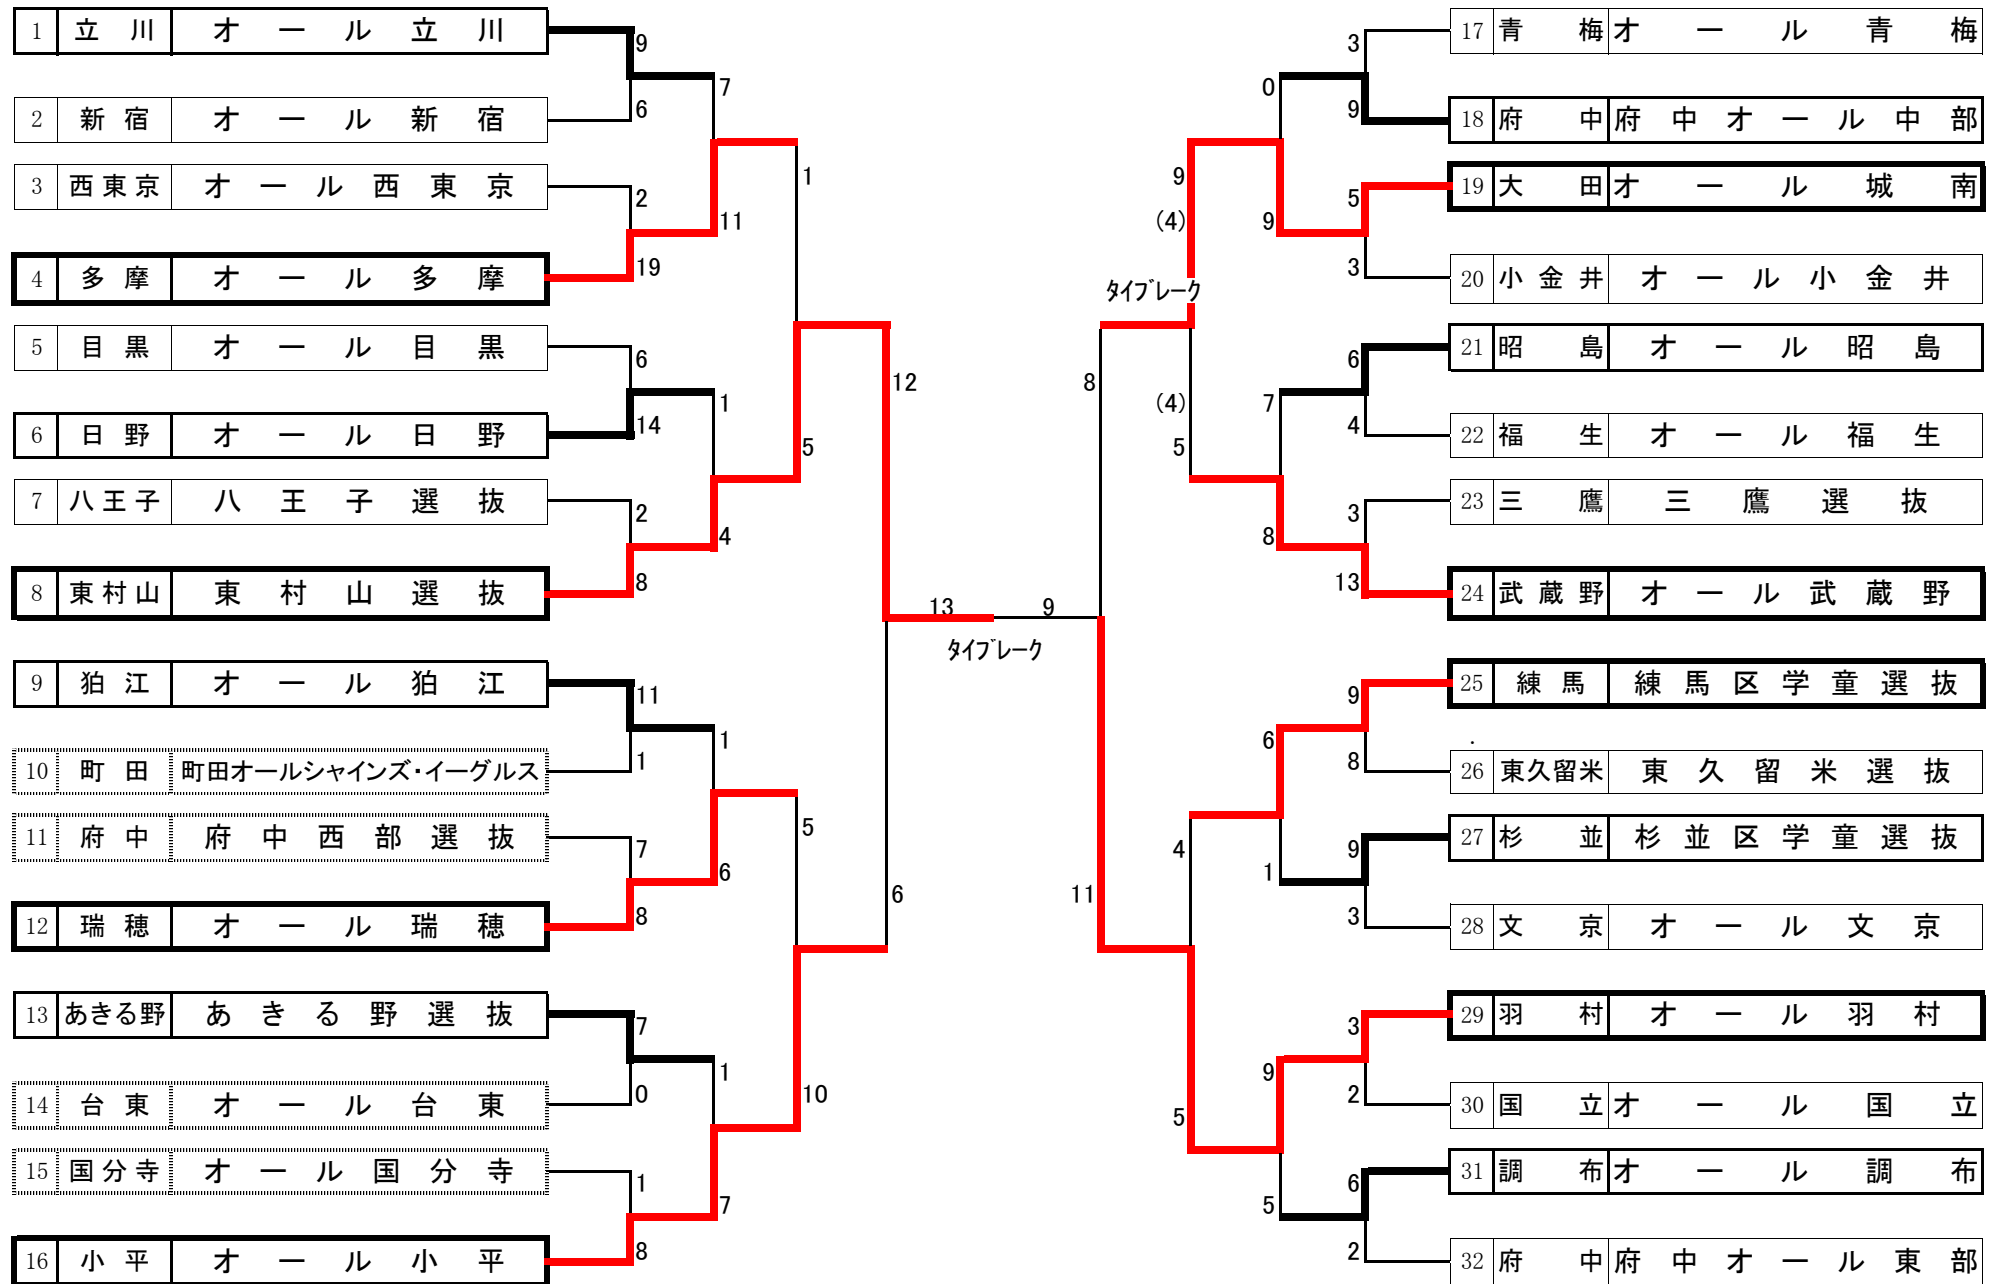 1 立川 オール立川
9
7
6
2 新宿 オール新宿
1
3 西東京 オール西東京
2
11
19
4 多摩 オール多摩
12
5 目黒 オール目黒
6
1
14
6 日野 オール日野
5
7 八王子 八王子選抜
2
4
8
8 東村山 東村山選抜
13
9
タイブレーク
9 狛江 オール狛江
11
1
1
10 町田 町田オールシャインズ・イーグルス
5
11 府中 府中西部選抜
7
6
8
12 瑞穂 オール瑞穂
6
13 あきる野 あきる野選抜
7
1
0
14 台東 オール台東
10
15 国分寺 オール国分寺
1
7
8
16 小平 オール小平
17 青梅 オール青梅
3
0
9
18 府中 府中オール中部
9
(4)
19 大田 オール城南
5
9
3
20 小金井 オール小金井
タイブレーク
8
21 昭島 オール昭島
6
7
4
22 福生 オール福生
(4)
5
23 三鷹 三鷹選抜
3
8
13
24 武蔵野 オール武蔵野
25 練馬 練馬区学童選抜
9
6
8
.
26 東久留米 東久留米選抜
4
27 杉並 杉並区学童選抜
9
1
3
28 文京 オール文京
11
29 羽村 オール羽村
3
9
2
30 国立 オール国立
5
31 調布 オール調布
6
5
2
32 府中 府中オール東部